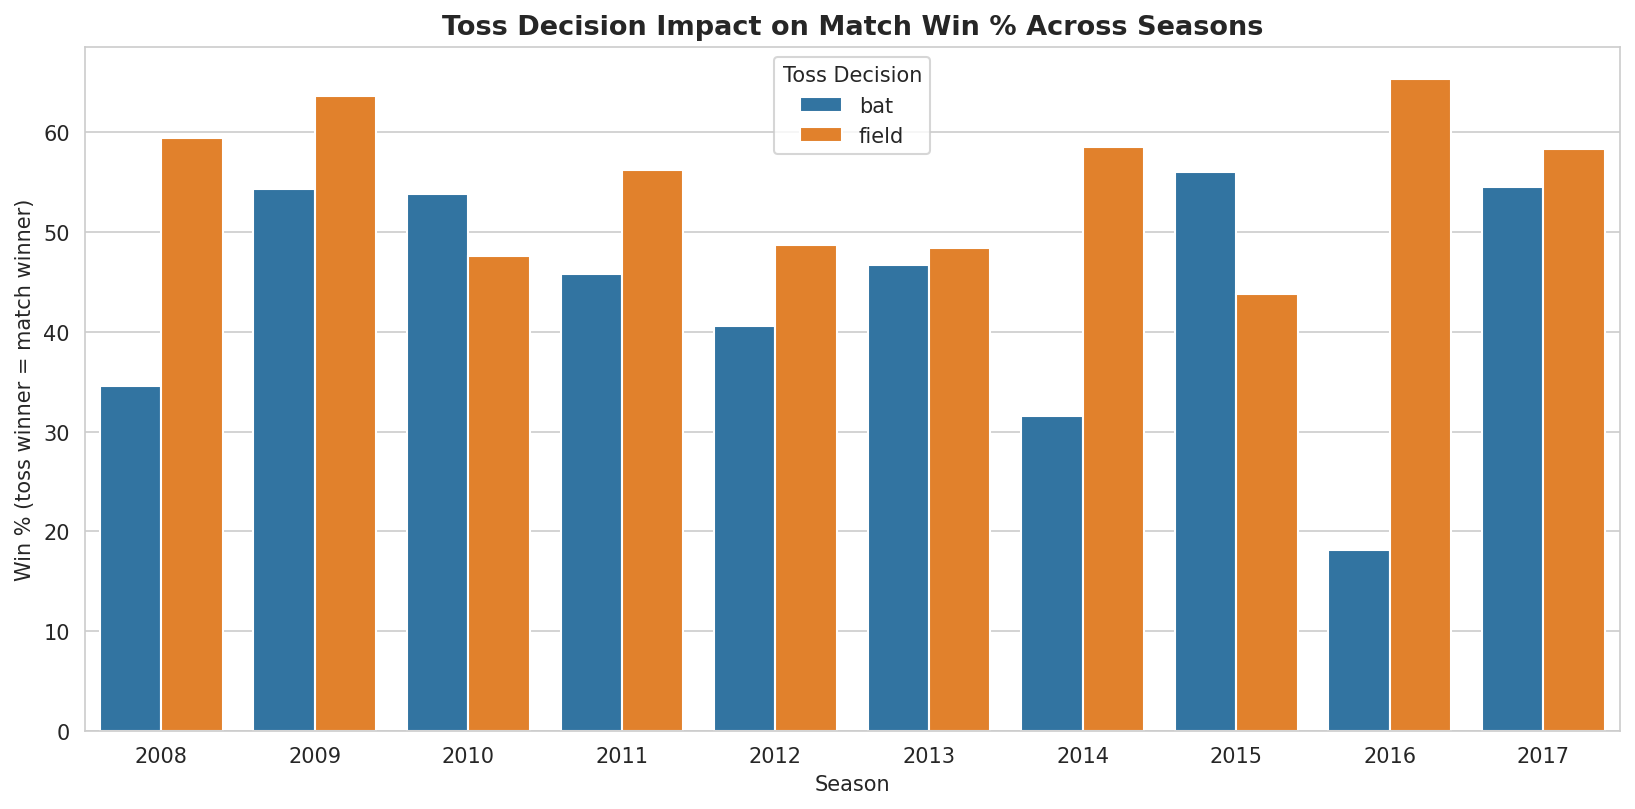 Toss Decision Impact on Match Win % Across Seasons
Toss Decision
bat
field
Win % (toss winner = match winner)
60
50
40
30
20
10
0
2008 2009 2010 2011 2012 2013 2014 2015 2016 2017
Season